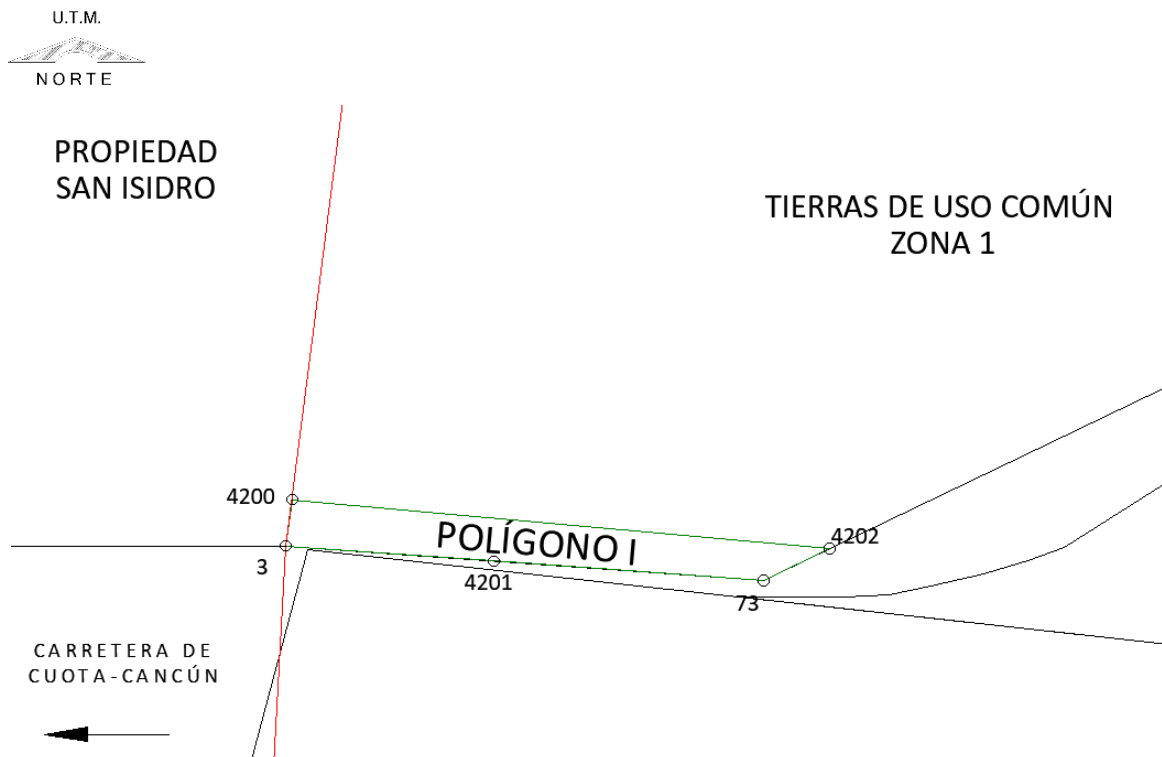 U.T.M.
NORTE
PROPIEDAD
SAN ISIDRO
TIERRAS DE USO COMÚN
ZONA 1
4200
POLÍGONO I
4202
3
4201
73
CARRETERA DE
CUOTA-CANCÚN